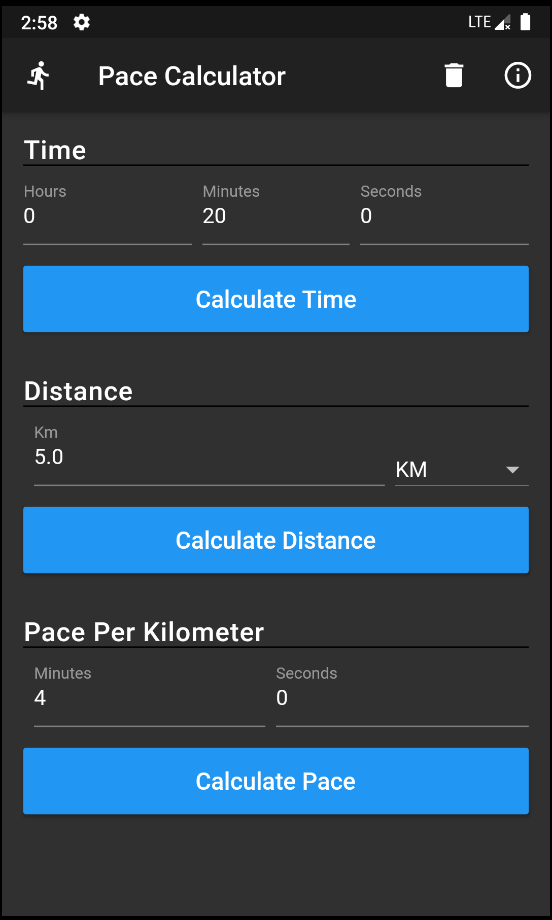 2:58 LTE
Pace Calculator
Time
Hours Minutes Seconds
0 20 0
Calculate Time
Distance
Km
5.0
KM
Calculate Distance
Pace Per Kilometer
Minutes Seconds
4 0
Calculate Pace